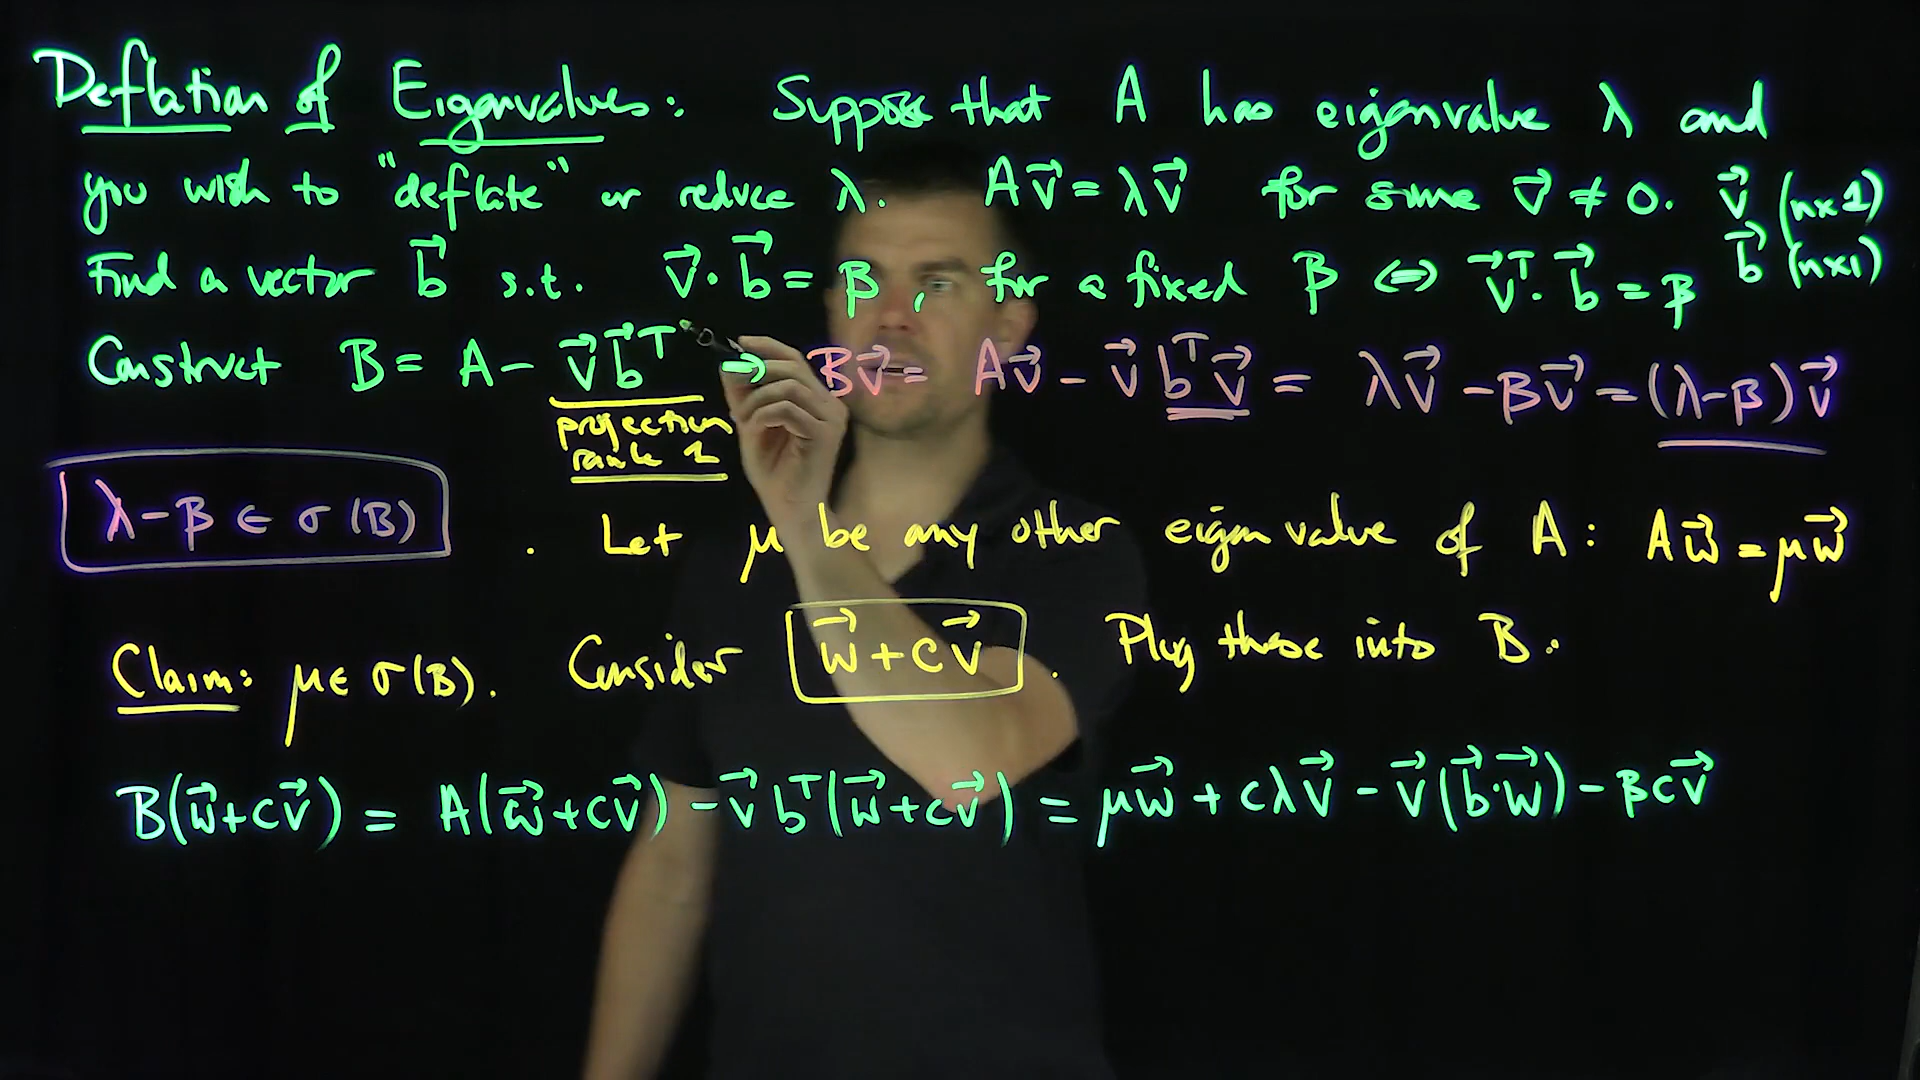 Deflation of Eigenvalues: Suppose that A has eigenvalue λ and
you wish to "deflate" or reduce λ. Av⃗ = λv⃗ for some v⃗ ≠ 0. v⃗ (n×1)
Find a vector b⃗ s.t. v⃗·b⃗ = β, for a fixed β ⇔ v⃗ᵀ·b⃗ = β b⃗ (n×1)
Construct B = A - v⃗b⃗ᵀ ⇒ Bv⃗ = Av⃗ - v⃗ bᵀv⃗ = λv⃗ - βv⃗ = (λ-β)v⃗
projection
rank 1
λ-β ∈ σ(B) . Let μ be any other eigenvalue of A: Aw⃗ = μw⃗
Claim: μ ∈ σ(B). Consider w⃗ + cv⃗ . Plug these into B.
B(w⃗+cv⃗) = A(w⃗+cv⃗) - v⃗ bᵀ(w⃗+cv⃗) = μw⃗ + cλv⃗ - v⃗(b⃗·w⃗) - βcv⃗